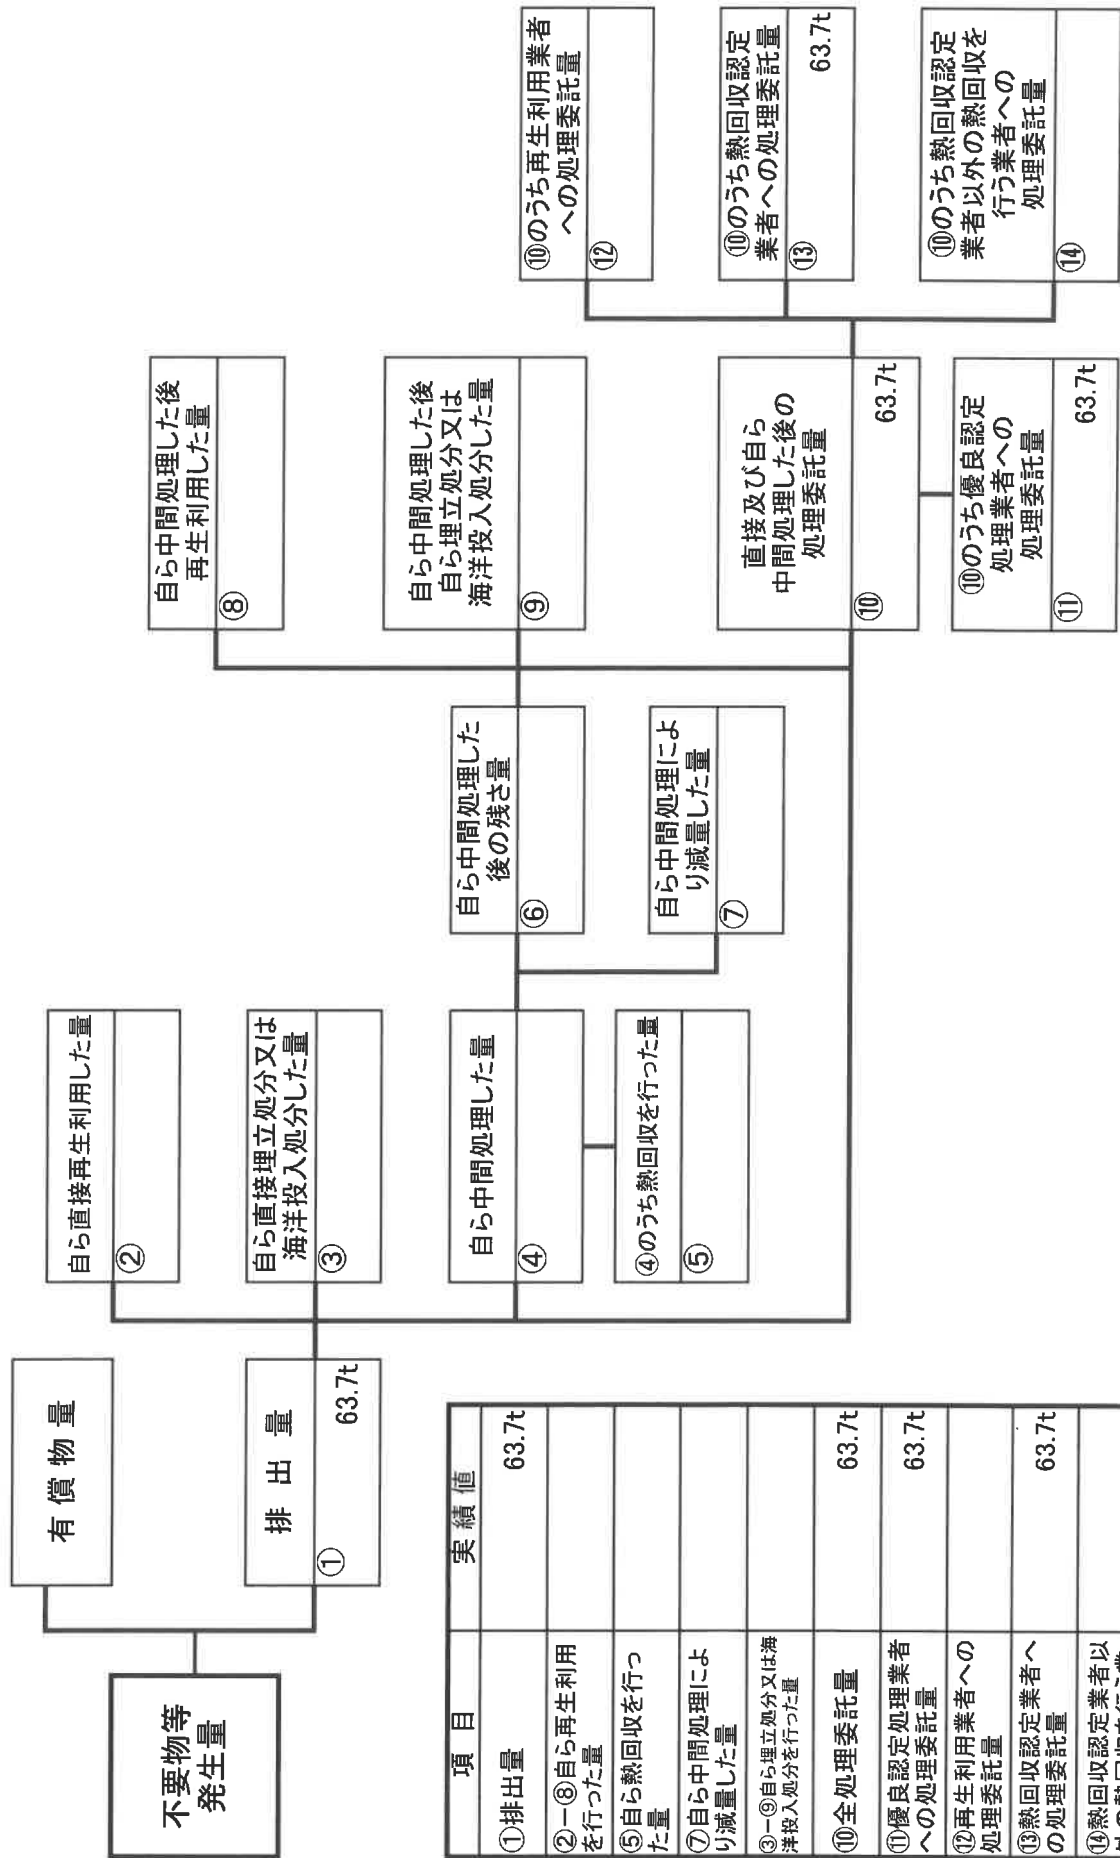 不要物等
発生量
有 償 物 量
排 出 量
①
63.7t
自ら直接再生利用した量
②
自ら直接埋立処分又は
海洋投入処分した量
③
自ら中間処理した量
④
④のうち熱回収を行った量
⑤
自ら中間処理した
後の残さ量
⑥
自ら中間処理によ
り減量した量
⑦
自ら中間処理した後
再生利用した量
⑧
自ら中間処理した後
自ら埋立処分又は
海洋投入処分した量
⑨
直接及び自ら
中間処理した後の
処理委託量
⑩
63.7t
⑩のうち優良認定
処理業者への
処理委託量
⑪
63.7t
⑩のうち再生利用業者
への処理委託量
⑫
⑩のうち熱回収認定
業者への処理委託量
⑬
63.7t
⑩のうち熱回収認定
業者以外の熱回収を
行う業者への
処理委託量
⑭
項 目
実 績 値
①排出量
63.7t
②ー⑧自ら再生利用
を行った量
⑤自ら熱回収を行っ
た量
⑦自ら中間処理によ
り減量した量
③ー⑨自ら埋立処分又は海
洋投入処分を行った量
⑩全処理委託量
63.7t
⑪優良認定処理業者
への処理委託量
63.7t
⑫再生利用業者への
処理委託量
⑬熱回収認定業者へ
の処理委託量
63.7t
⑭熱回収認定業者以